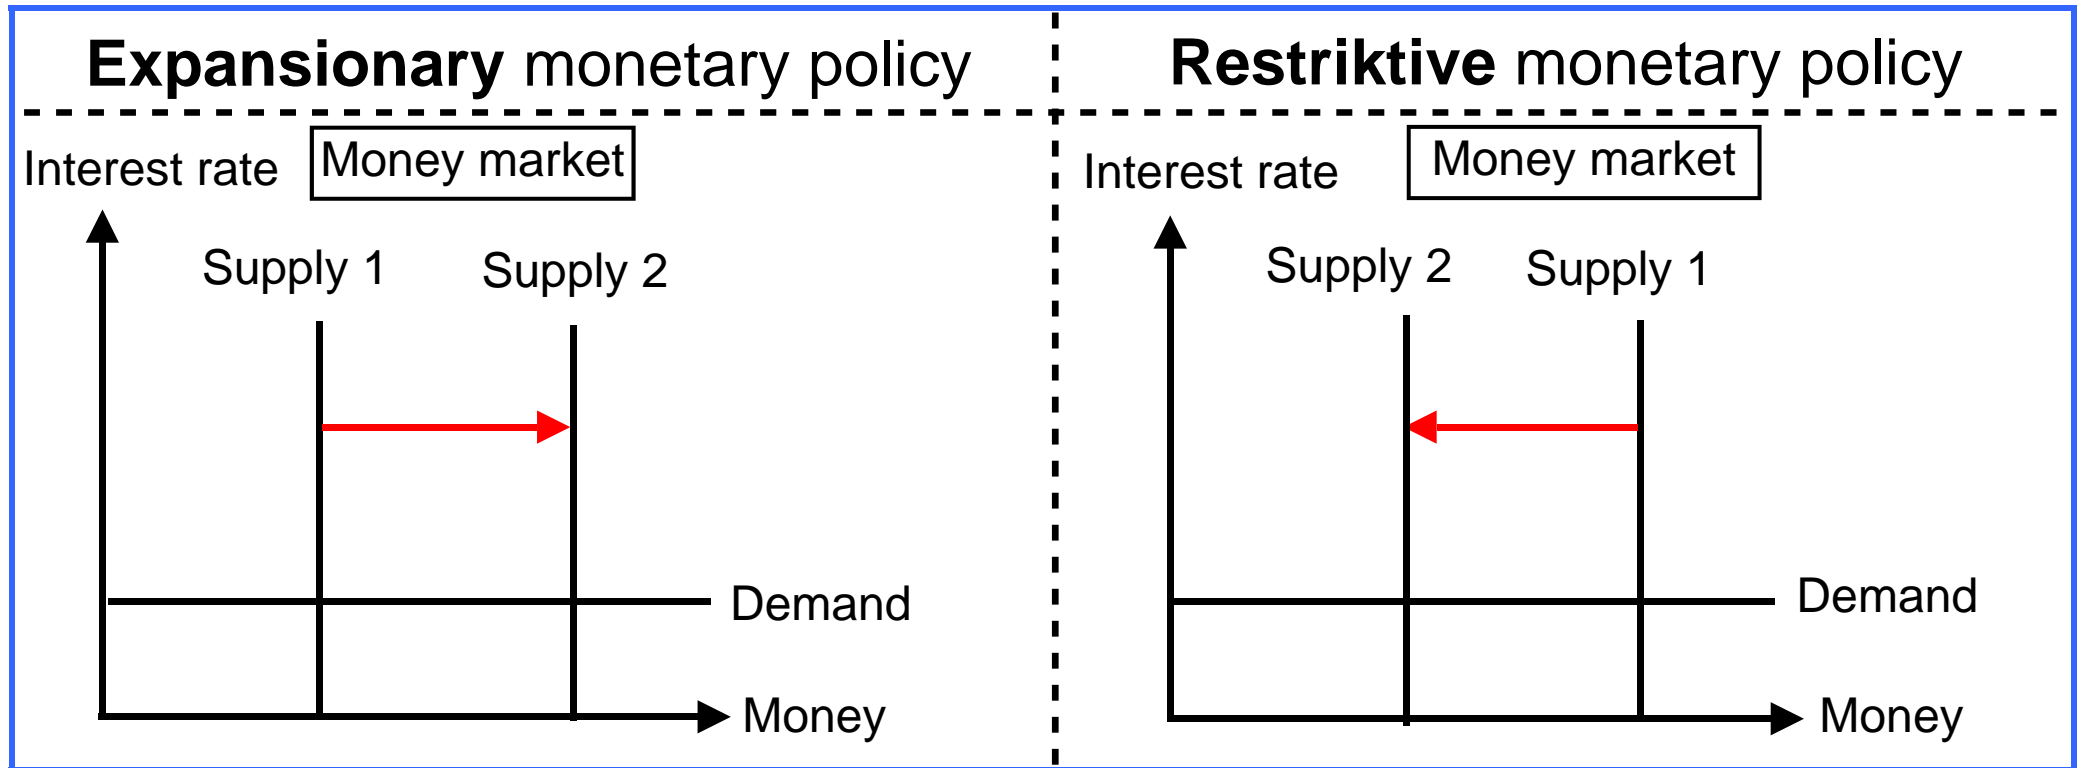 Expansionary monetary policy
Interest rate
Money market
Supply 1
Supply 2
Demand
Money
Restriktive monetary policy
Interest rate
Money market
Supply 2
Supply 1
Demand
Money